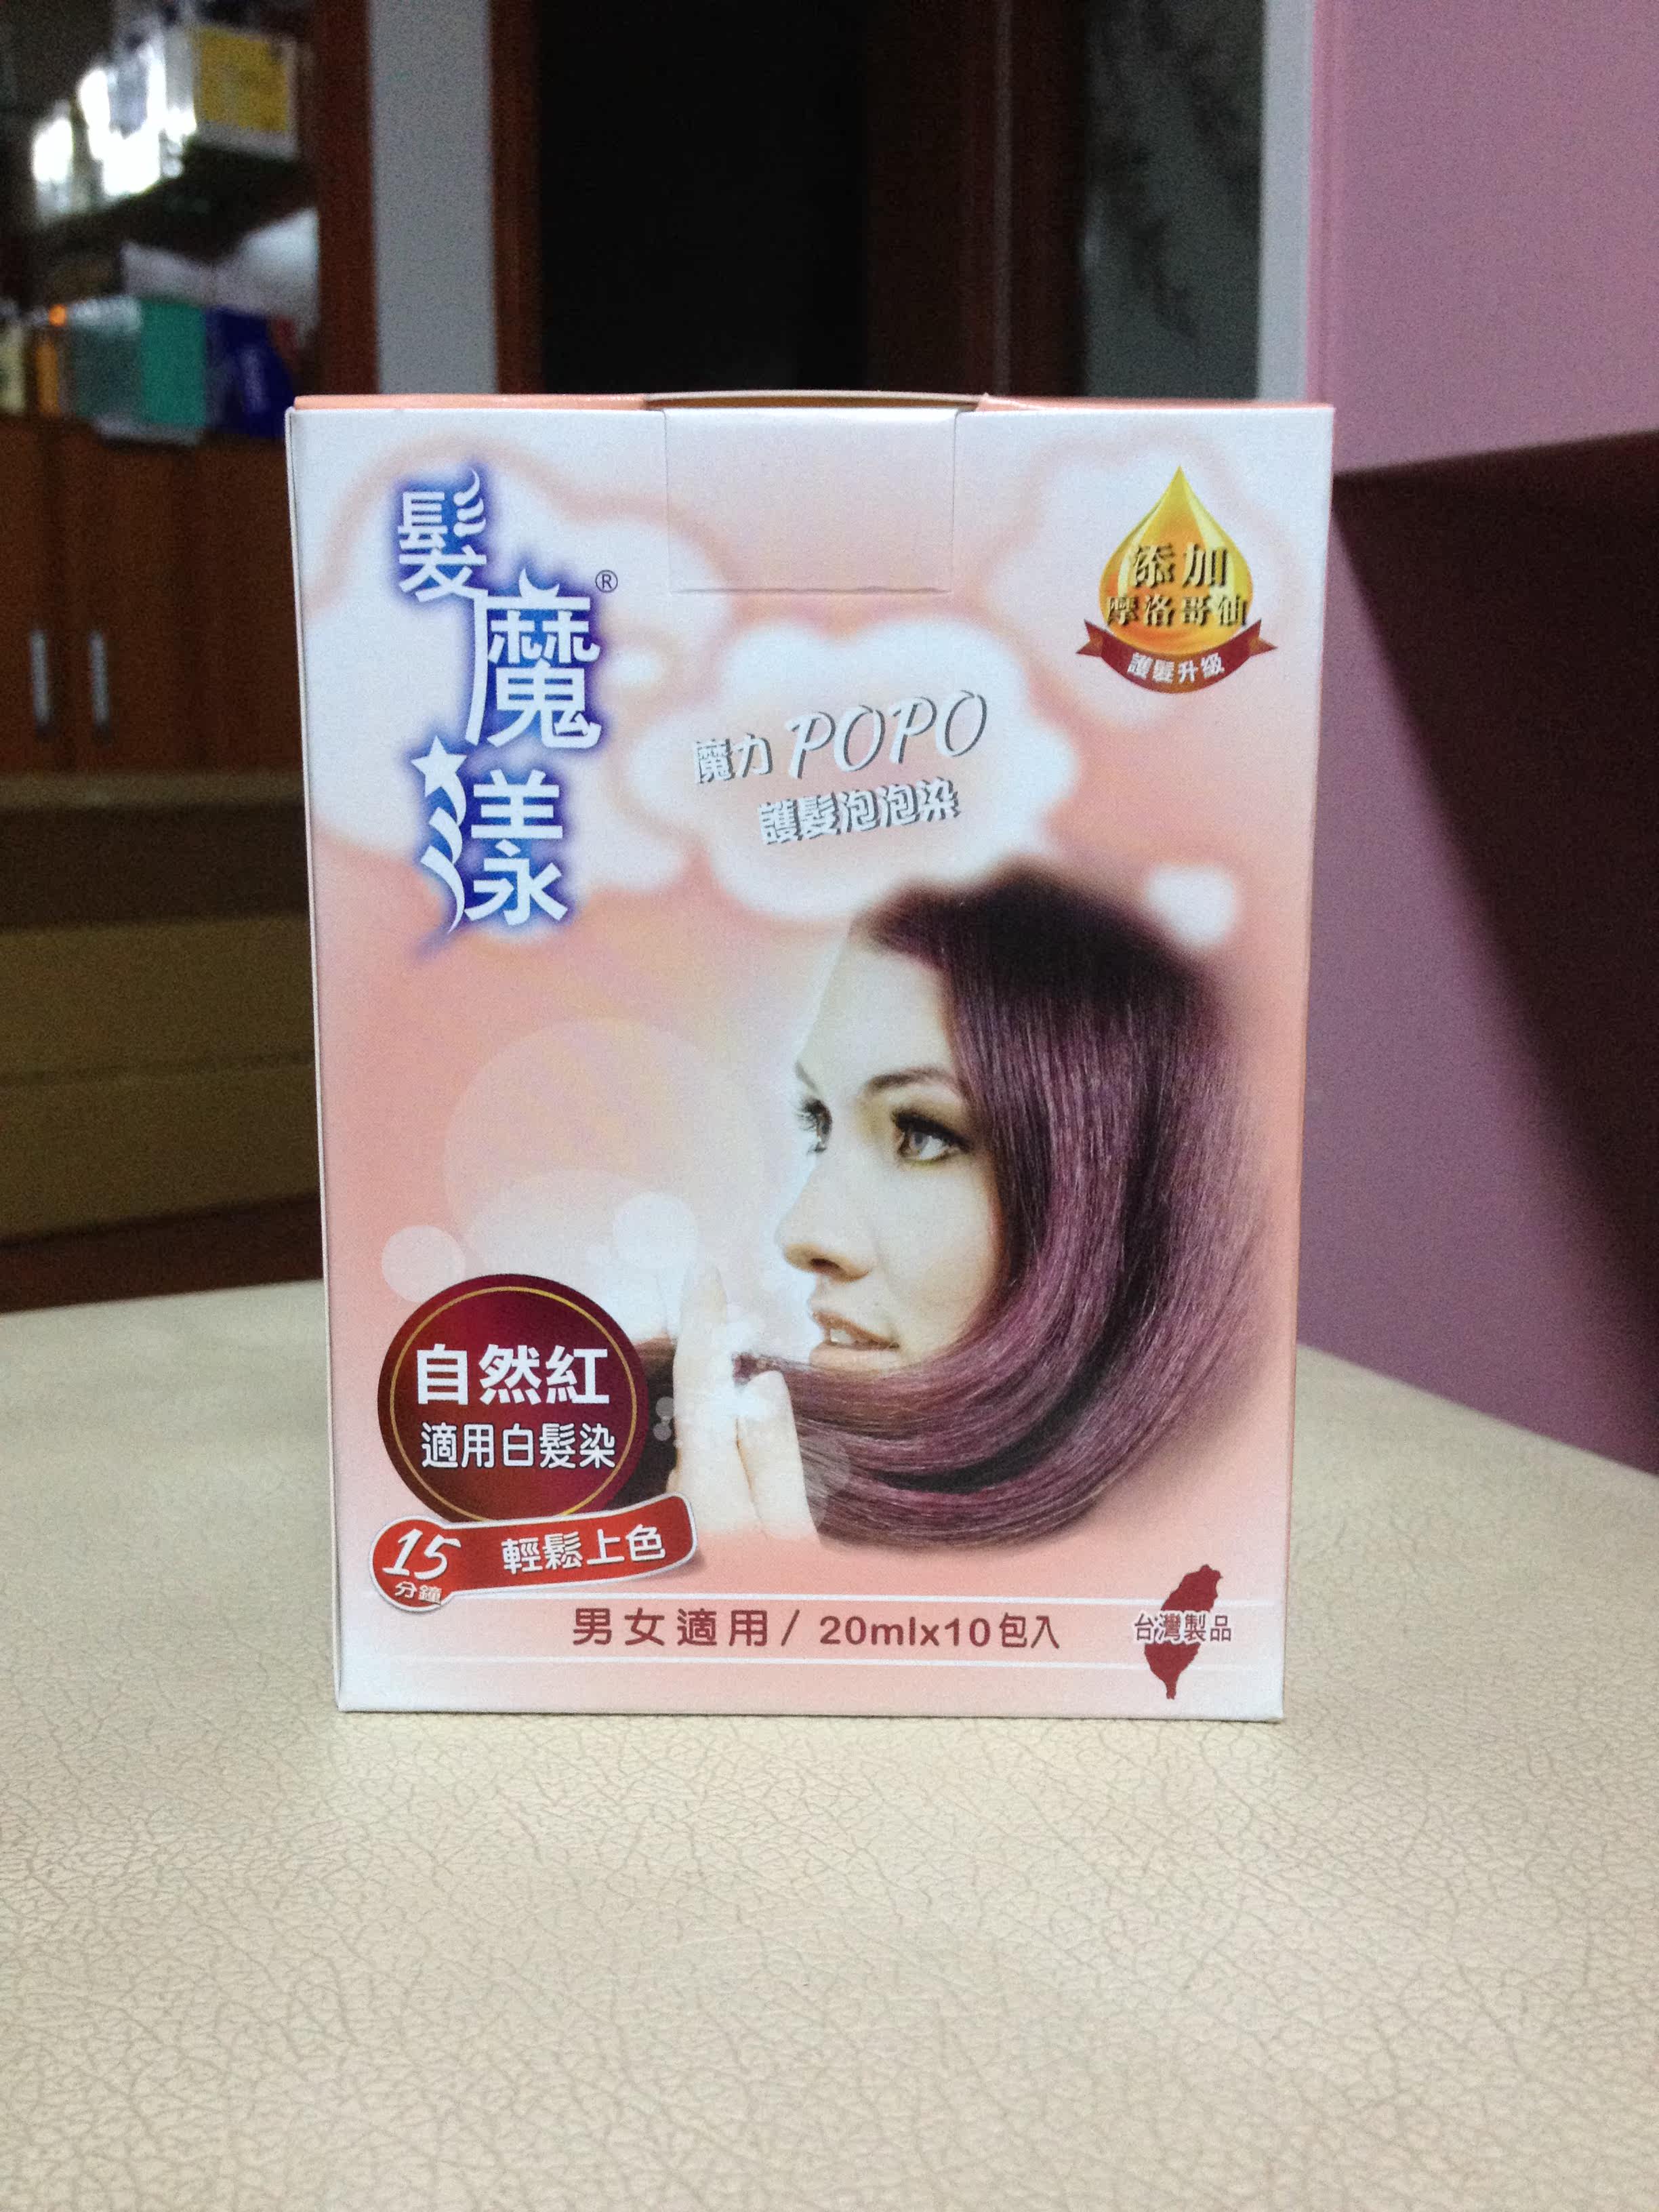 髮魔漾®
添加
摩洛哥油
護髮升級
魔力POPO
護髮泡泡染
自然紅
適用白髮染
15分鐘 輕鬆上色
男女適用/ 20mlx10包入
台灣製品